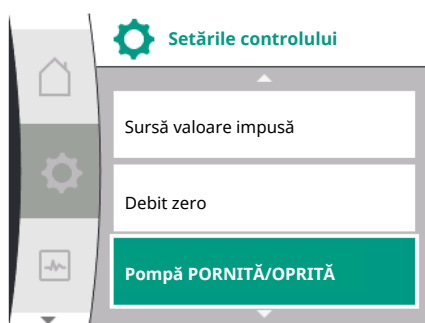 Setările controlului
Sursă valoare impusă
Debit zero
Pompă PORNITĂ/OPRITĂ